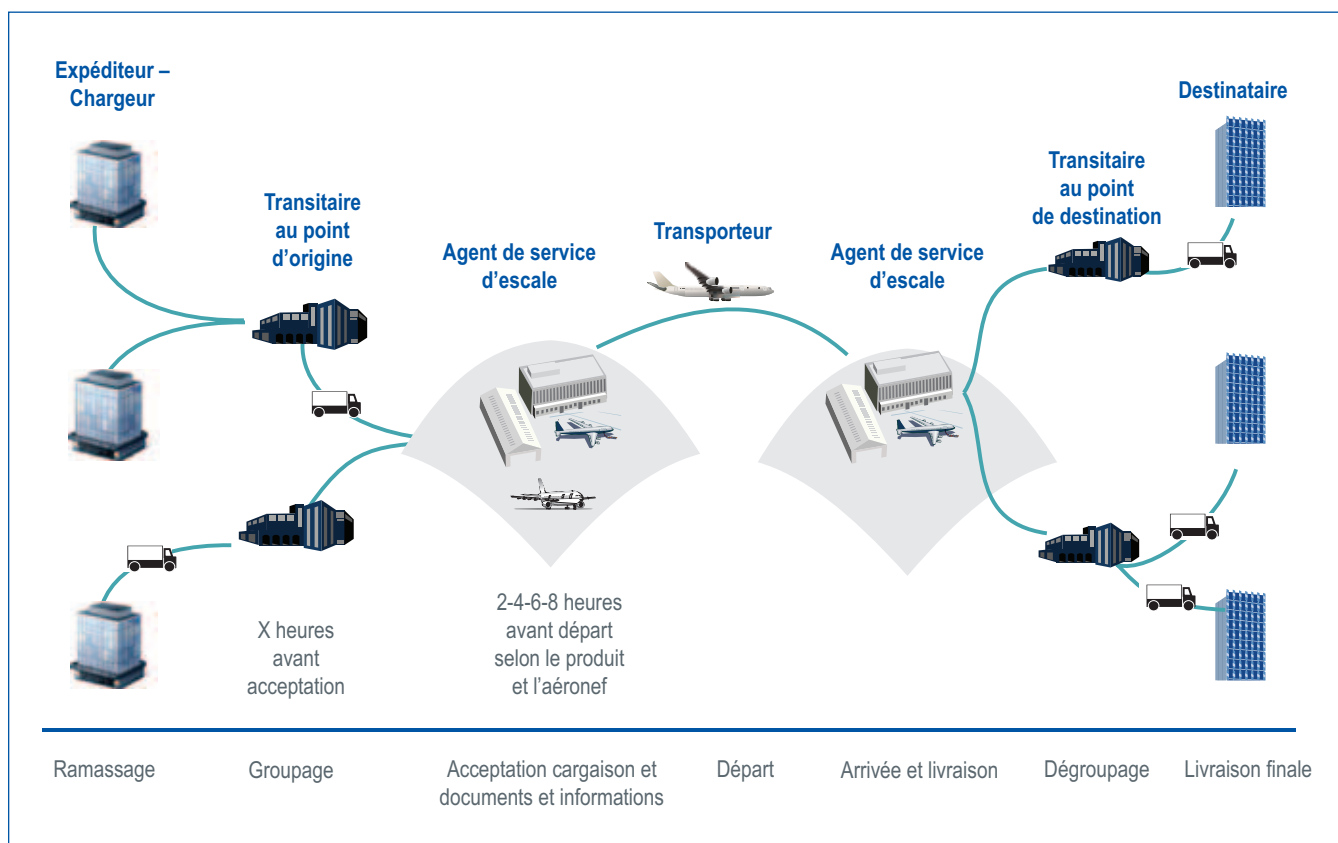 Expéditeur –
Chargeur
Destinataire
Transitaire
au point
de destination
Transitaire
au point
d’origine
Transporteur
Agent de service
d’escale
Agent de service
d’escale
X heures
avant
acceptation
2-4-6-8 heures
avant départ
selon le produit
et l’aéronef
Ramassage
Groupage
Acceptation cargaison et
documents et informations
Départ
Arrivée et livraison
Dégroupage
Livraison finale